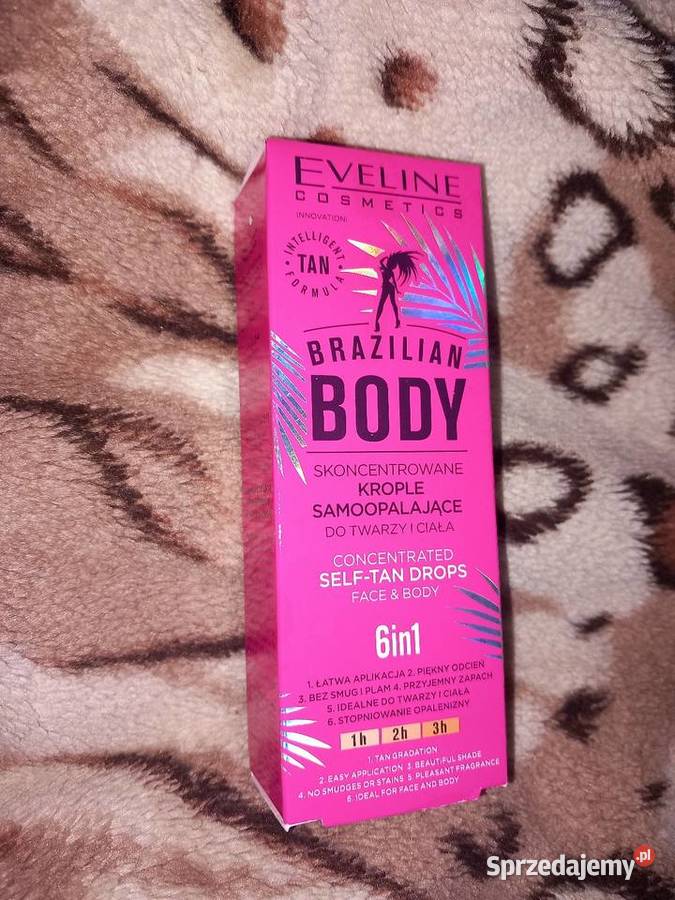 EVELINE
COSMETICS
INNOVATION:
INTELLIGENT
TAN
FORMULA
BRAZILIAN
BODY
SKONCENTROWANE
KROPLE
SAMOOPALAJĄCE
DO TWARZY I CIAŁA
CONCENTRATED
SELF-TAN DROPS
FACE & BODY
6in1
1. ŁATWA APLIKACJA 2. PIĘKNY ODCIEŃ
3. BEZ SMUG I PLAM 4. PRZYJEMNY ZAPACH
5. IDEALNE DO TWARZY I CIAŁA
6. STOPNIOWANIE OPALENIZNY
1h 2h 3h
1. TAN GRADATION
2. EASY APPLICATION 3. BEAUTIFUL SHADE
4. NO SMUDGES OR STAINS 5. PLEASANT FRAGRANCE
6. IDEAL FOR FACE AND BODY
Sprzedajemy.pl